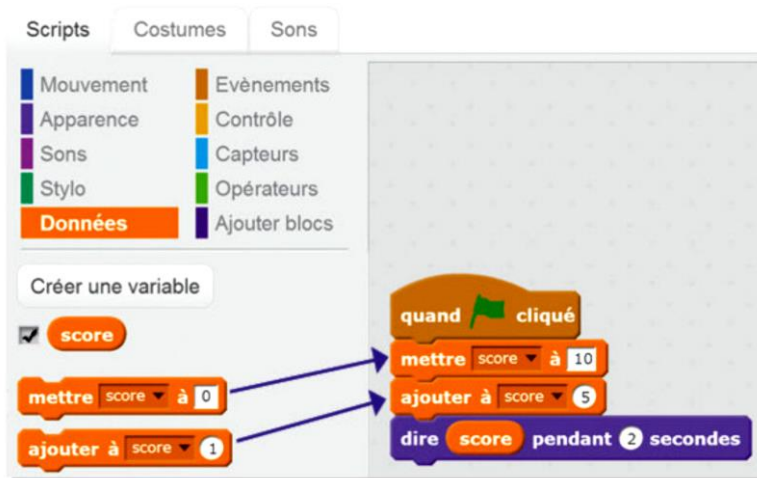 Scripts Costumes Sons
Mouvement Evènements
Apparence Contrôle
Sons Capteurs
Stylo Opérateurs
Données Ajouter blocs
Créer une variable
score
mettre score à 0
ajouter à score 1
quand cliqué
mettre score à 10
ajouter à score 5
dire score pendant 2 secondes